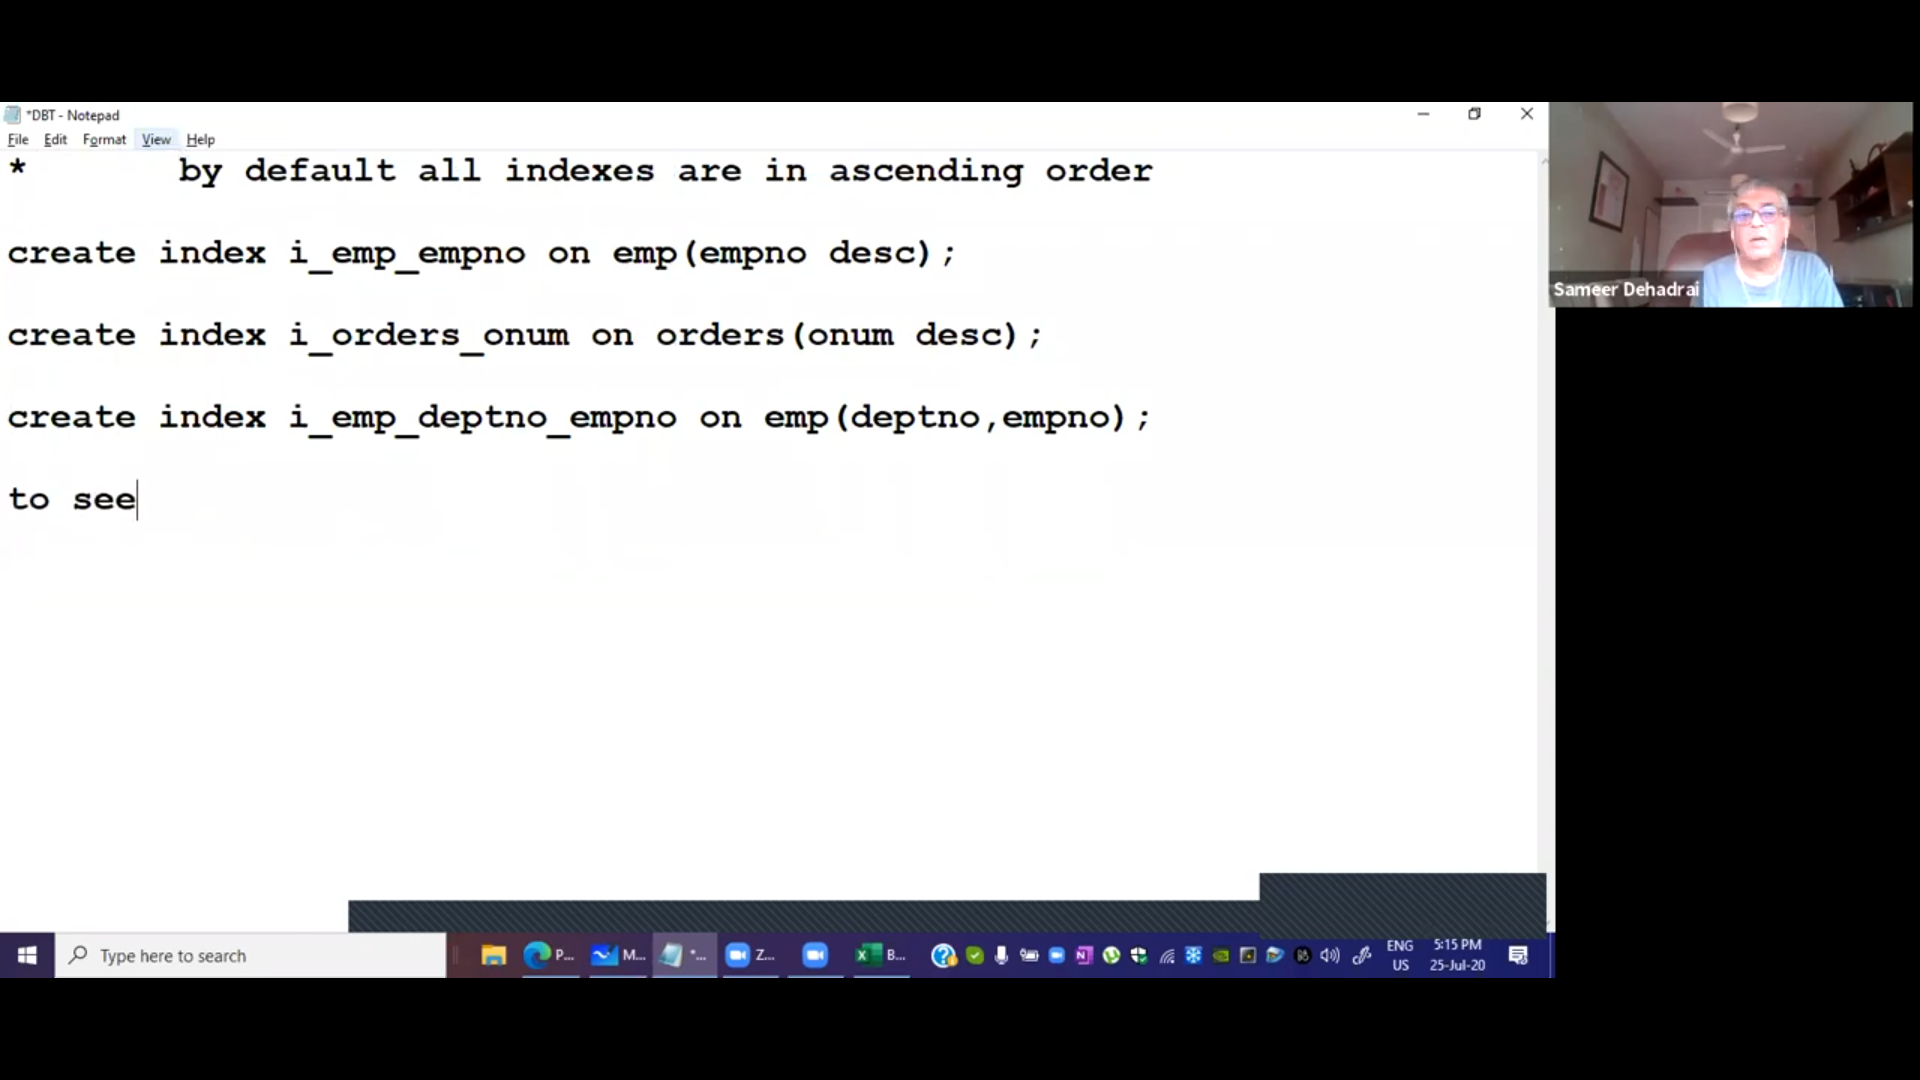 *DBT - Notepad
File Edit Format View Help
* by default all indexes are in ascending order
create index i_emp_empno on emp(empno desc);
create index i_orders_onum on orders(onum desc);
create index i_emp_deptno_empno on emp(deptno,empno);
to see
Sameer Dehadrai
Type here to search
P...
M...
*...
Z...
B...
ENG
US
5:15 PM
25-Jul-20